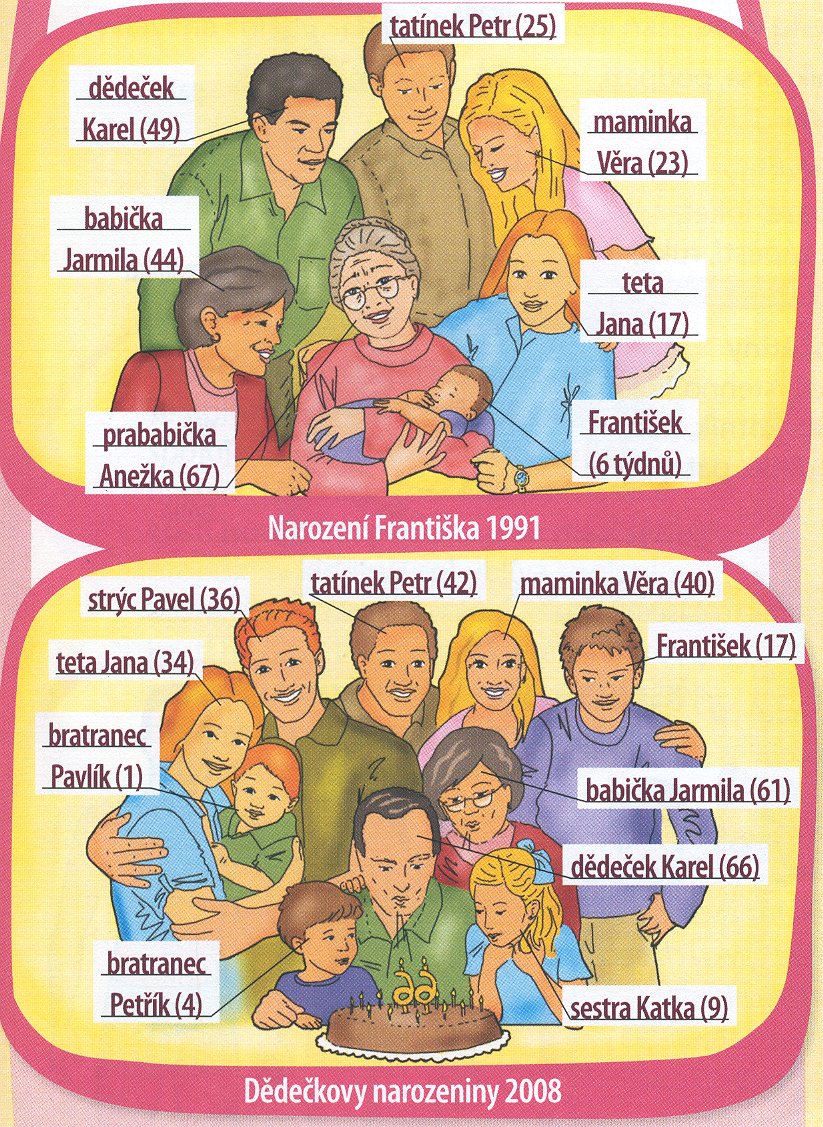 tatínek Petr (25)
dědeček
Karel (49)
maminka
Věra (23)
babička
Jarmila (44)
teta
Jana (17)
prababička
Anežka (67)
František
(6 týdnů)
Narození Františka 1991
strýc Pavel (36)
tatínek Petr (42)
maminka Věra (40)
František (17)
teta Jana (34)
bratranec
Pavlík (1)
babička Jarmila (61)
dědeček Karel (66)
66
bratranec
Petřík (4)
sestra Katka (9)
Dědečkovy narozeniny 2008